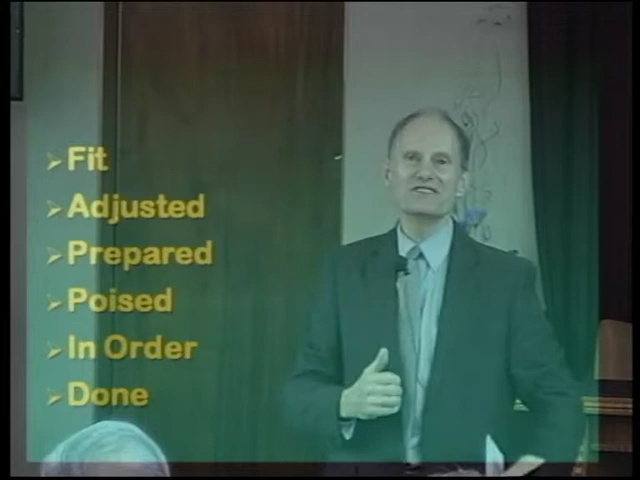 Fit
Adjusted
Prepared
Poised
In Order
Done